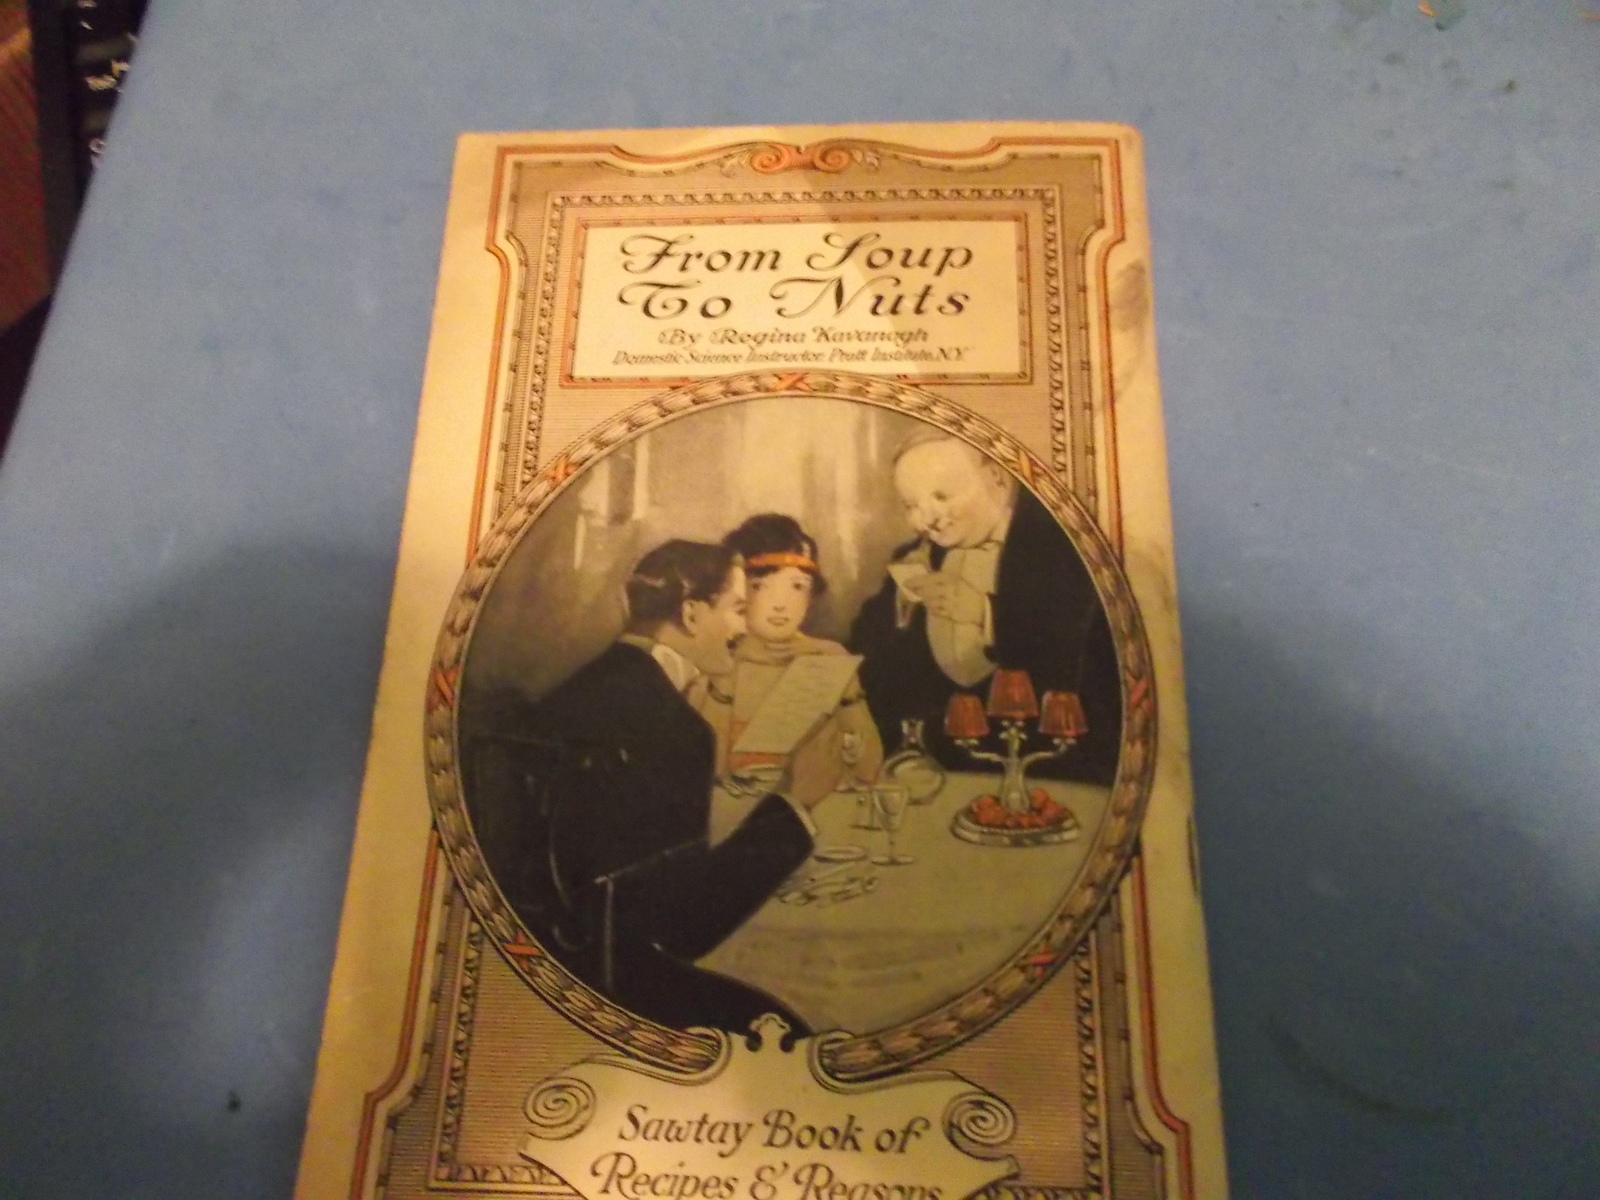 From Soup
To Nuts
By Regina Kavanagh
Domestic Science Instructor Pratt Institute, N.Y.
Sawtay Book of
Recipes & Reasons